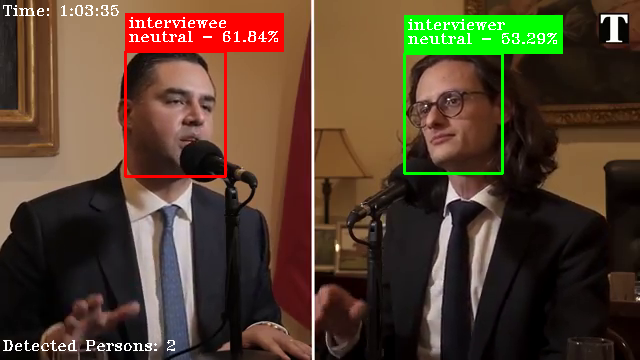 Time: 1:03:35
interviewee
neutral - 61.84%
interviewer
neutral - 53.29%
T
Detected Persons: 2